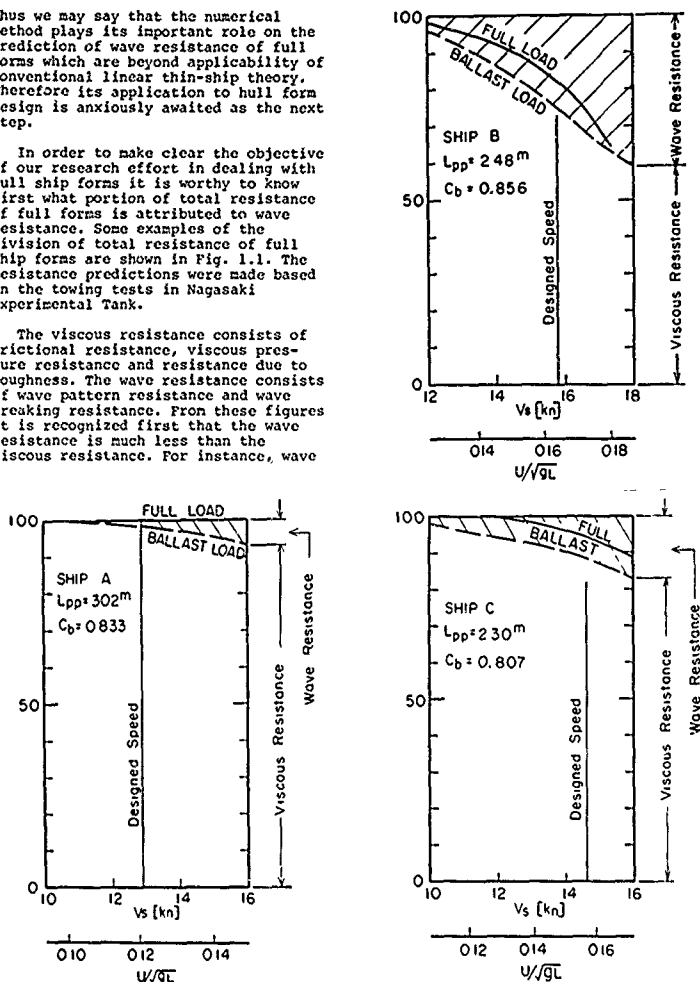 hus we may say that the numerical
ethod plays its important role on the
rediction of wave resistance of full
orms which are beyond applicability of
onventional linear thin-ship theory.
herefore its application to hull form
esign is anxiously awaited as the next
tep.
In order to make clear the objective
f our research effort in dealing with
ull ship forms it is worthy to know
irst what portion of total resistance
f full forms is attributed to wave
esistance. Some examples of the
ivision of total resistance of full
hip forms are shown in Fig. 1.1. The
esistance predictions were made based
n the towing tests in Nagasaki
xperimental Tank.
The viscous resistance consists of
rictional resistance, viscous pres-
ure resistance and resistance due to
oughness. The wave resistance consists
f wave pattern resistance and wave
reaking resistance. From these figures
t is recognized first that the wave
esistance is much less than the
iscous resistance. For instance, wave
100
FULL LOAD
BALLAST LOAD
SHIP B
Lpp= 248m
Cb = 0.856
50
Designed Speed
0
12 14 16 18
Vs [kn]
014 016 018
U/√gL
Wave Resistance
Viscous Resistance
100
FULL LOAD
BALLAST LOAD
SHIP A
Lpp= 302m
Cb= 0833
50
Designed Speed
0
10 12 14 16
Vs [kn]
010 012 014
U/√gL
Viscous Resistance
Wave Resistance
100
FULL
BALLAST
SHIP C
Lpp= 230m
Cb = 0.807
50
Designed Speed
0
10 12 14 16
Vs [kn]
012 014 016
U/√gL
Viscous Resistance
Wave Resistance